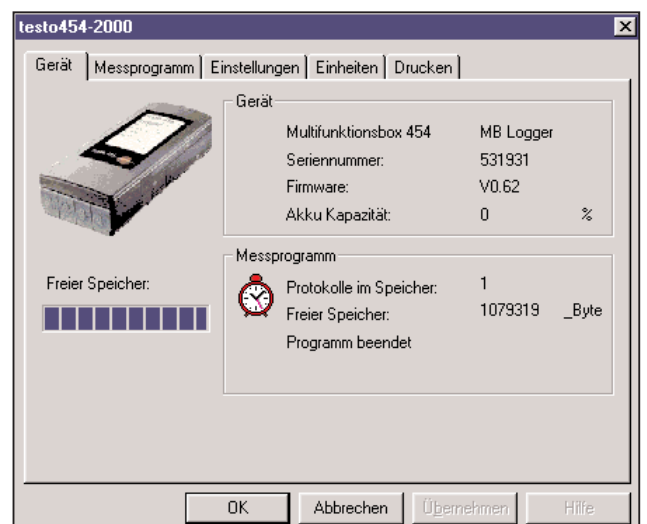 testo454-2000
Gerät Messprogramm Einstellungen Einheiten Drucken
Gerät
Multifunktionsbox 454 MB Logger
Seriennummer: 531931
Firmware: V0.62
Akku Kapazität: 0 %
Messprogramm
Freier Speicher:
Protokolle im Speicher: 1
Freier Speicher: 1079319 _Byte
Programm beendet
OK Abbrechen Übernehmen Hilfe